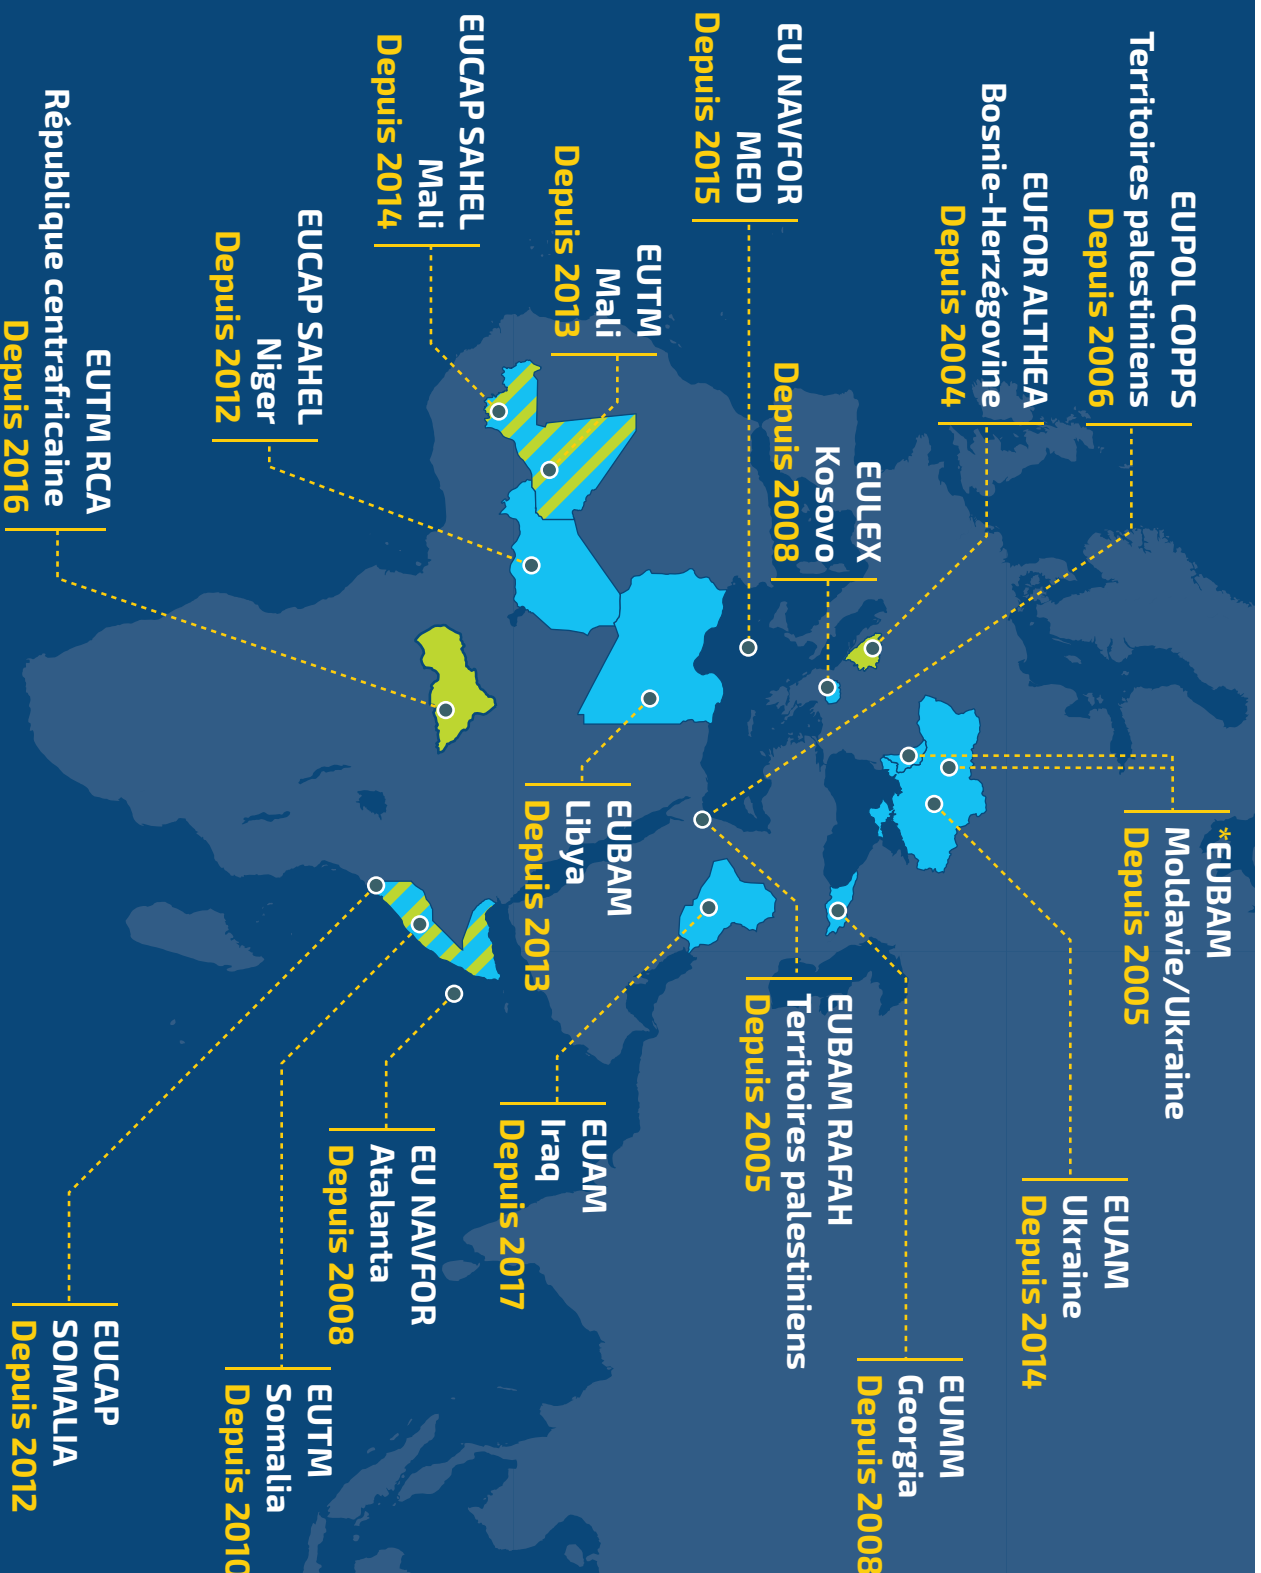 EUPOL COPPS
Territoires palestiniens
Depuis 2006
EUFOR ALTHEA
Bosnie-Herzégovine
Depuis 2004
EULEX
Kosovo
Depuis 2008
EU NAVFOR
MED
Depuis 2015
EUTM
Mali
Depuis 2013
EUCAP SAHEL
Mali
Depuis 2014
EUCAP SAHEL
Niger
Depuis 2012
EUTM RCA
République centrafricaine
Depuis 2016
*EUBAM
Moldavie/Ukraine
Depuis 2005
EUAM
Ukraine
Depuis 2014
EUMM
Georgia
Depuis 2008
EUBAM RAFAH
Territoires palestiniens
Depuis 2005
EUBAM
Libya
Depuis 2013
EUAM
Iraq
Depuis 2017
EU NAVFOR
Atalanta
Depuis 2008
EUTM
Somalia
Depuis 2010
EUCAP
SOMALIA
Depuis 2012